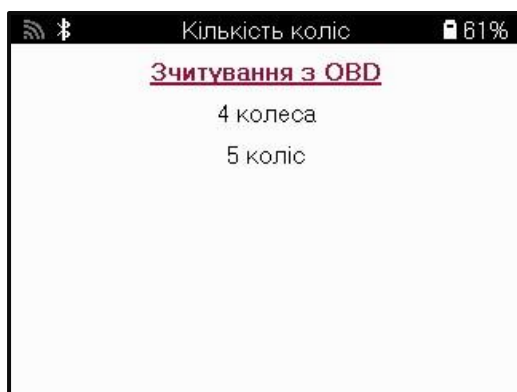 Кількість коліс 61%
Зчитування з OBD
4 колеса
5 коліс